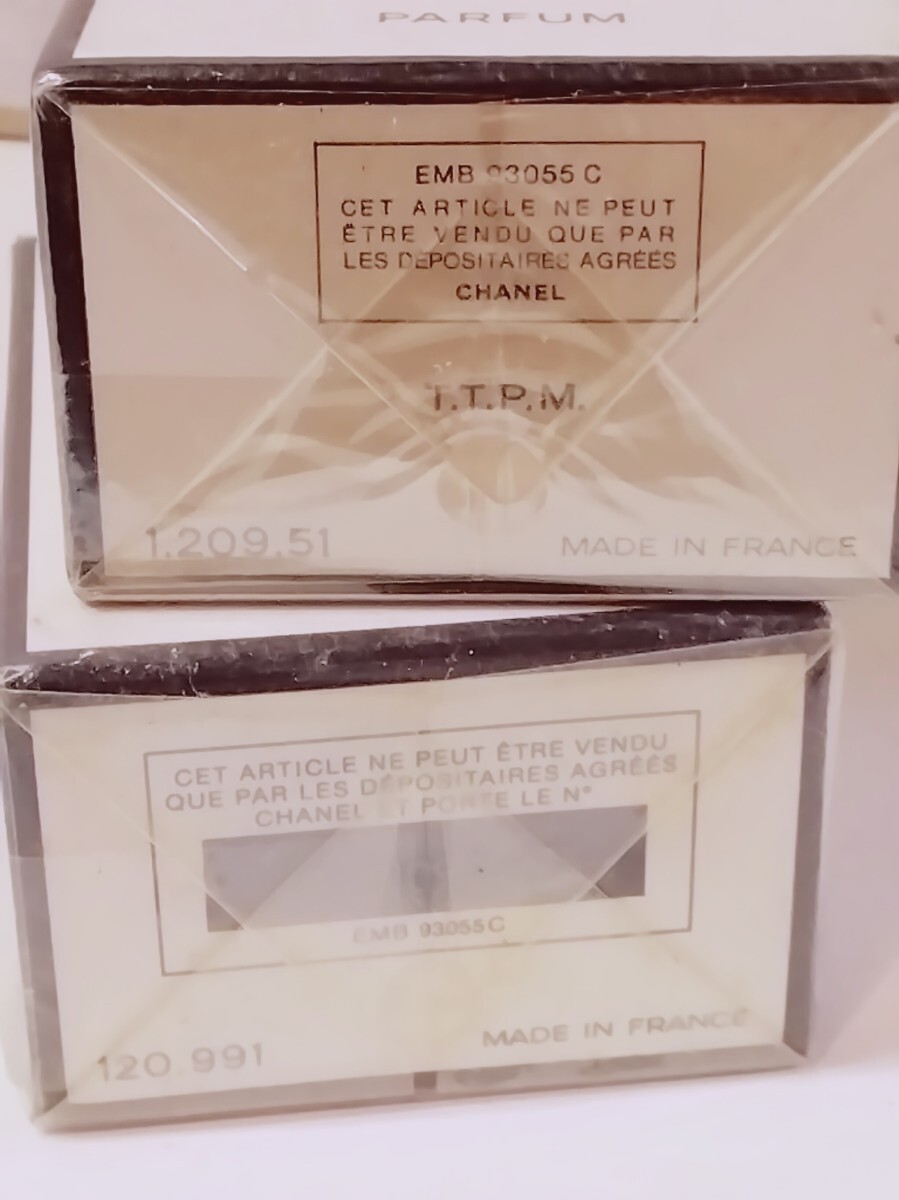 PARFUM
EMB 93055 C
CET ARTICLE NE PEUT
ÊTRE VENDU QUE PAR
LES DÉPOSITAIRES AGRÉÉS
CHANEL
T.T.P.M.
1.209.51
MADE IN FRANCE
CET ARTICLE NE PEUT ÊTRE VENDU
QUE PAR LES DÉPOSITAIRES AGRÉÉS
CHANEL ET PORTE LE N°
EMB 93055C
120.991
MADE IN FRANCE